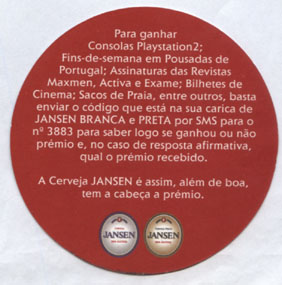 Para ganhar
Consolas Playstation2;
Fins-de-semana em Pousadas de
Portugal; Assinaturas das Revistas
Maxmen, Activa e Exame; Bilhetes de
Cinema; Sacos de Praia, entre outros, basta
enviar o código que está na sua carica de
JANSEN BRANCA e PRETA por SMS para o
nº 3883 para saber logo se ganhou ou não
prémio e, no caso de resposta afirmativa,
qual o prémio recebido.
A Cerveja JANSEN é assim, além de boa,
tem a cabeça a prémio.
JANSEN JANSEN